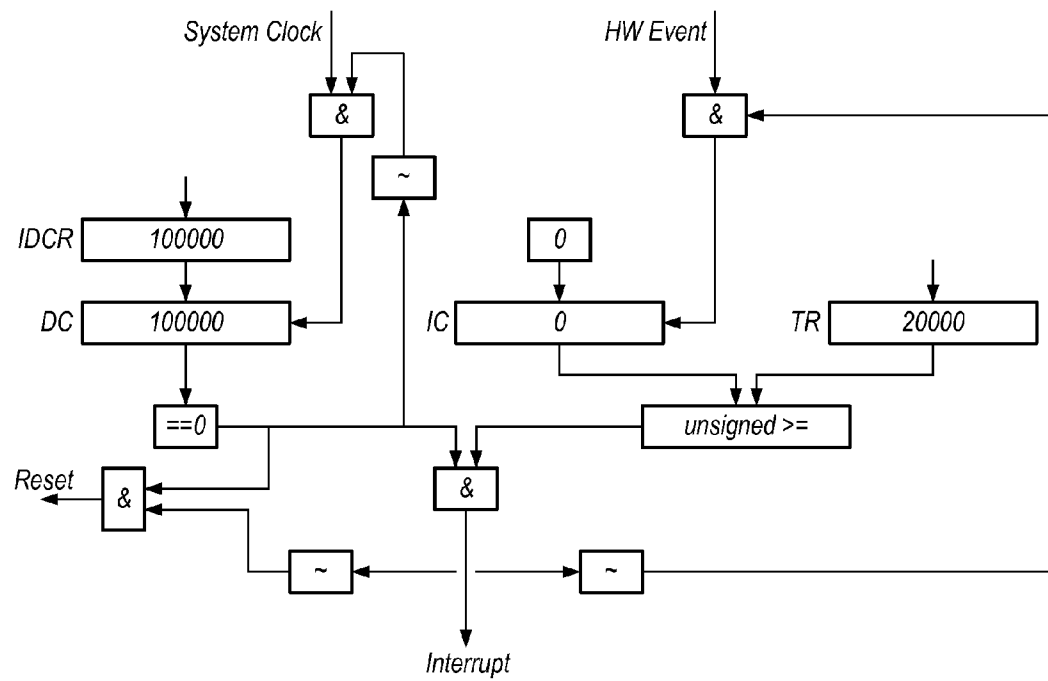 System Clock
HW Event
&
&
~
IDCR
100000
0
DC
100000
IC
0
TR
20000
==0
unsigned >=
Reset
&
&
~
~
Interrupt